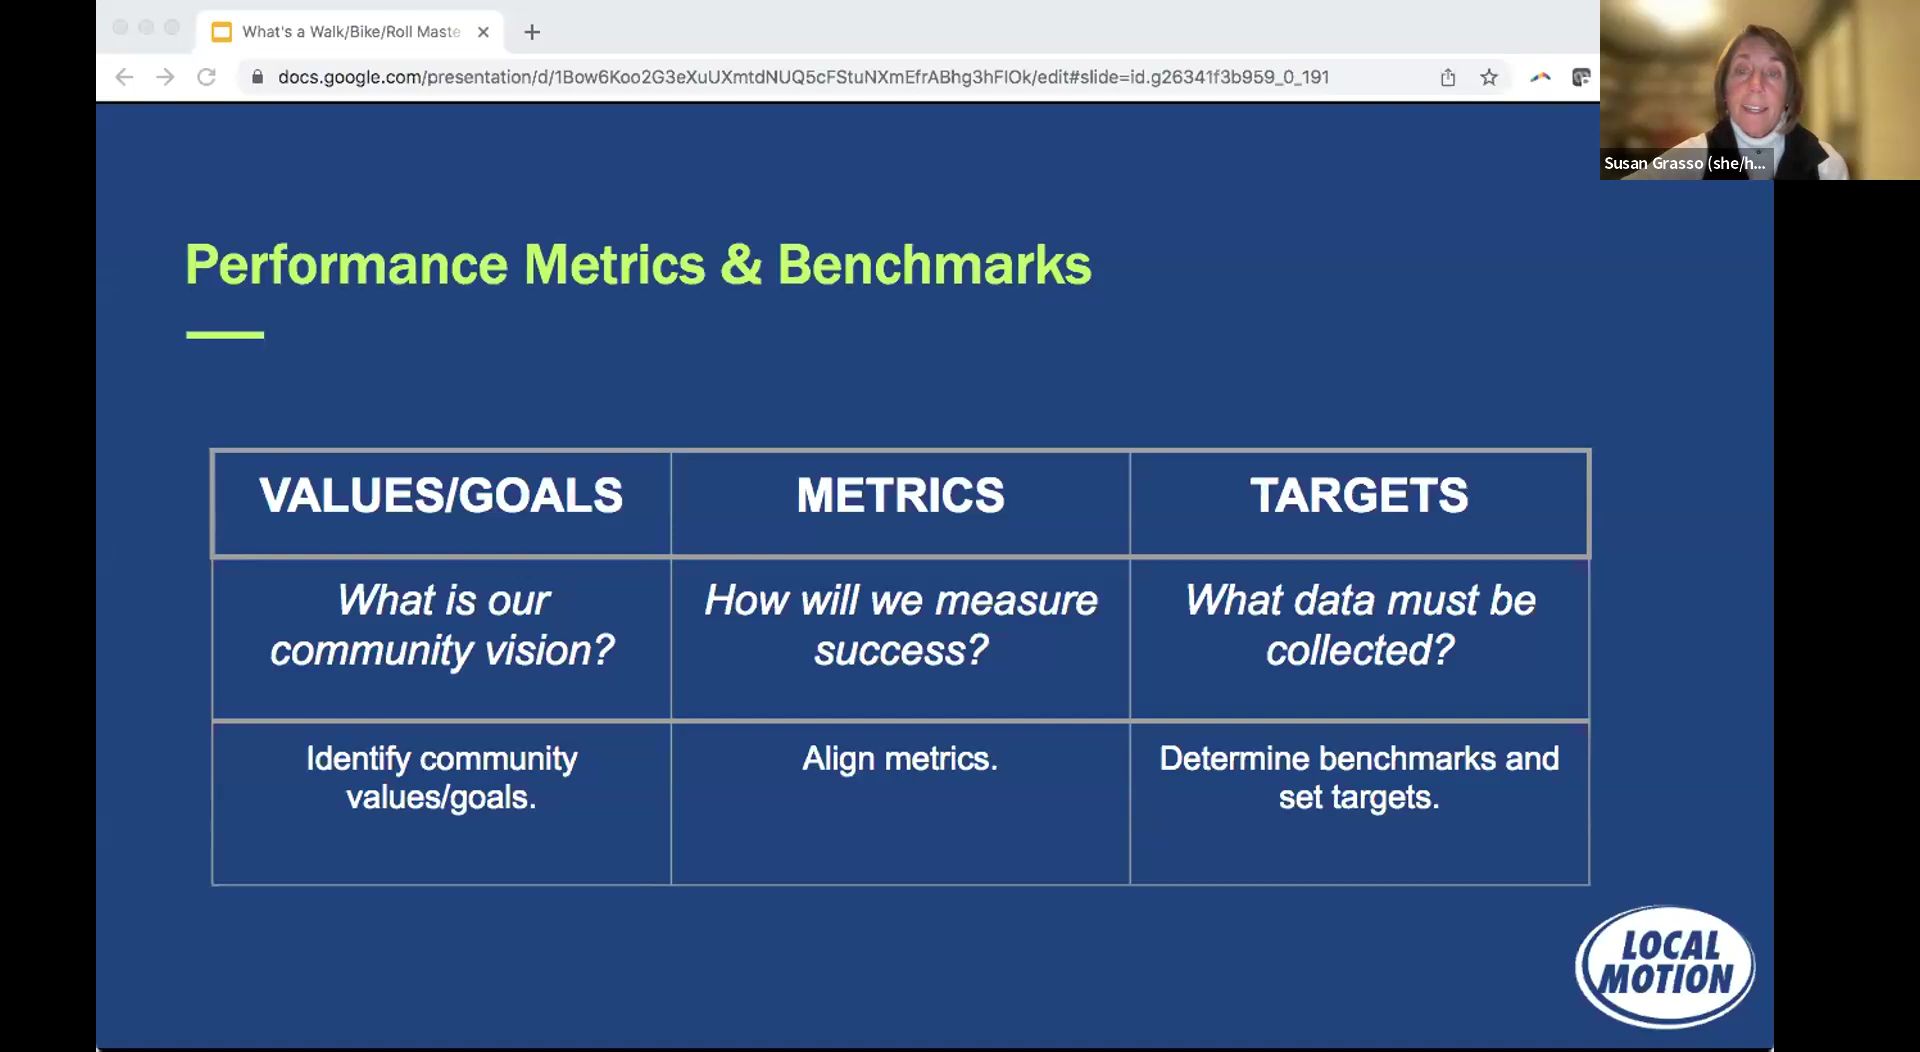 What's a Walk/Bike/Roll Maste
docs.google.com/presentation/d/1Bow6Koo2G3eXuUXmtdNUQ5cFStuNXmEfrABhg3hFIOk/edit#slide=id.g26341f3b959_0_191
Susan Grasso (she/h...
Performance Metrics & Benchmarks
VALUES/GOALS
METRICS
TARGETS
What is our
community vision?
How will we measure
success?
What data must be
collected?
Identify community
values/goals.
Align metrics.
Determine benchmarks and
set targets.
LOCAL
MOTION